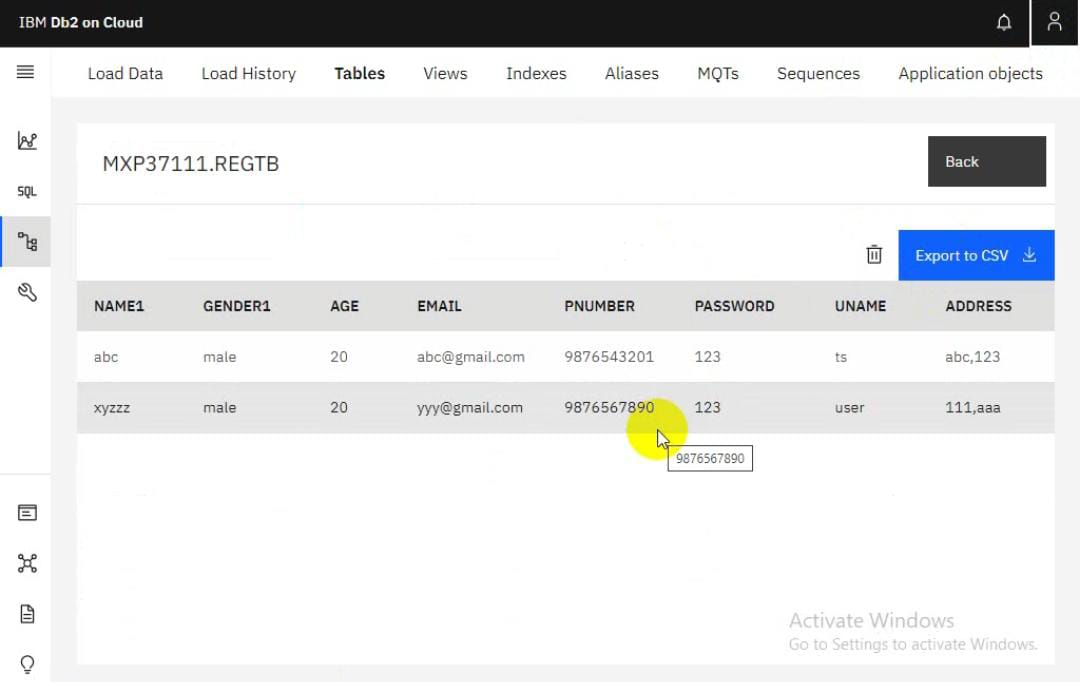 IBM Db2 on Cloud
Load Data Load History Tables Views Indexes Aliases MQTs Sequences Application objects
SQL
MXP37111.REGTB
Back
Export to CSV
NAME1 GENDER1 AGE EMAIL PNUMBER PASSWORD UNAME ADDRESS
abc male 20 abc@gmail.com 9876543201 123 ts abc,123
xyzzz male 20 yyy@gmail.com 9876567890 123 user 111,aaa
9876567890
Activate Windows
Go to Settings to activate Windows.